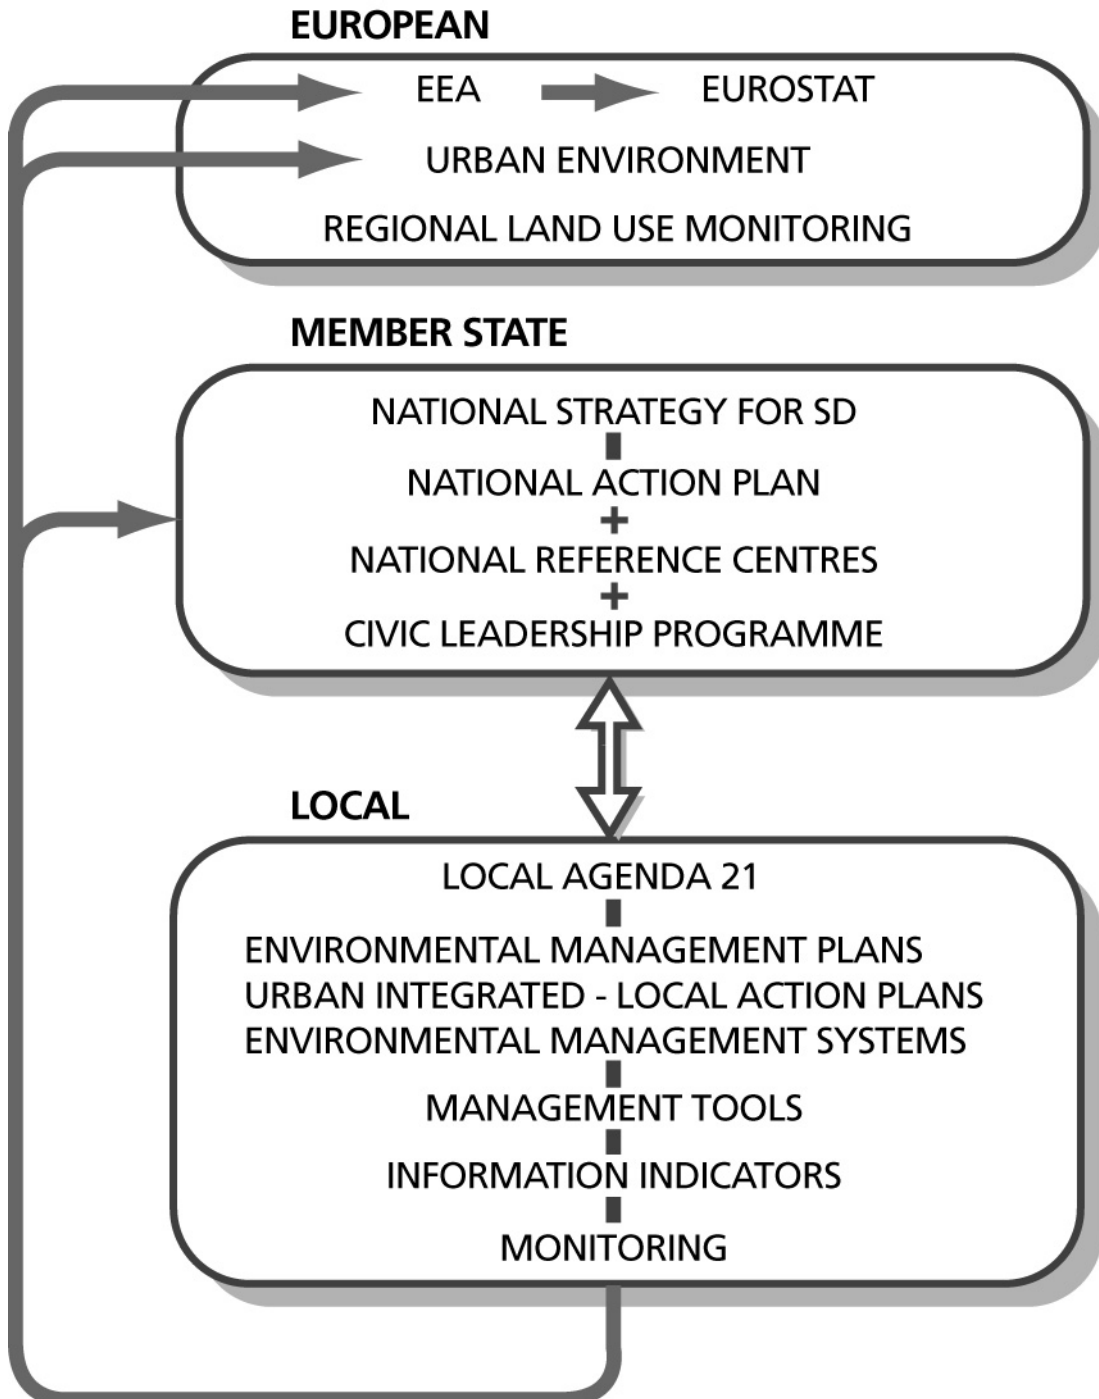 EUROPEAN
EEA EUROSTAT
URBAN ENVIRONMENT
REGIONAL LAND USE MONITORING
MEMBER STATE
NATIONAL STRATEGY FOR SD
NATIONAL ACTION PLAN
+
NATIONAL REFERENCE CENTRES
+
CIVIC LEADERSHIP PROGRAMME
LOCAL
LOCAL AGENDA 21
ENVIRONMENTAL MANAGEMENT PLANS
URBAN INTEGRATED - LOCAL ACTION PLANS
ENVIRONMENTAL MANAGEMENT SYSTEMS
MANAGEMENT TOOLS
INFORMATION INDICATORS
MONITORING